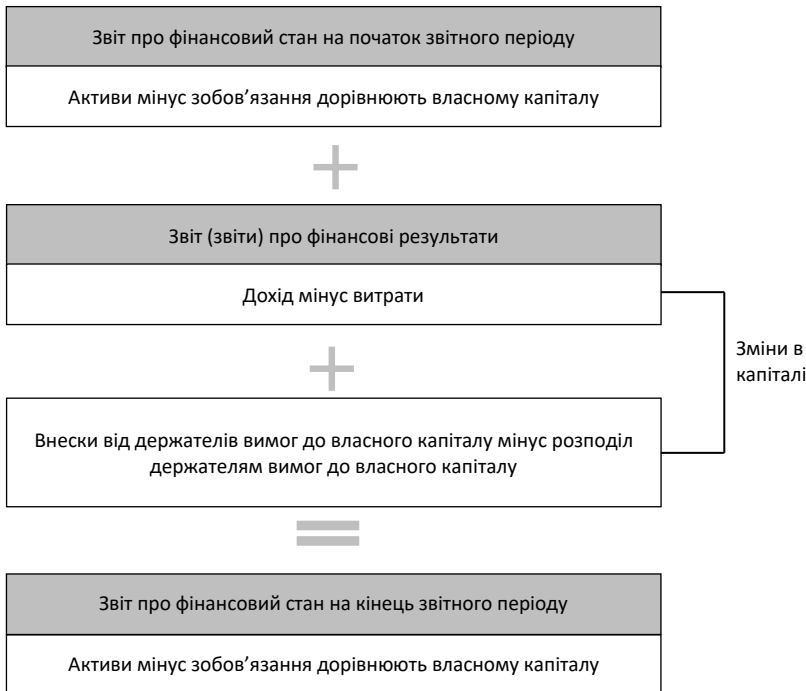 Звіт про фінансовий стан на початок звітного періоду
Активи мінус зобов’язання дорівнюють власному капіталу
+
Звіт (звіти) про фінансові результати
Дохід мінус витрати
Зміни в
капіталі
+
Внески від держателів вимог до власного капіталу мінус розподіл
держателям вимог до власного капіталу
=
Звіт про фінансовий стан на кінець звітного періоду
Активи мінус зобов’язання дорівнюють власному капіталу